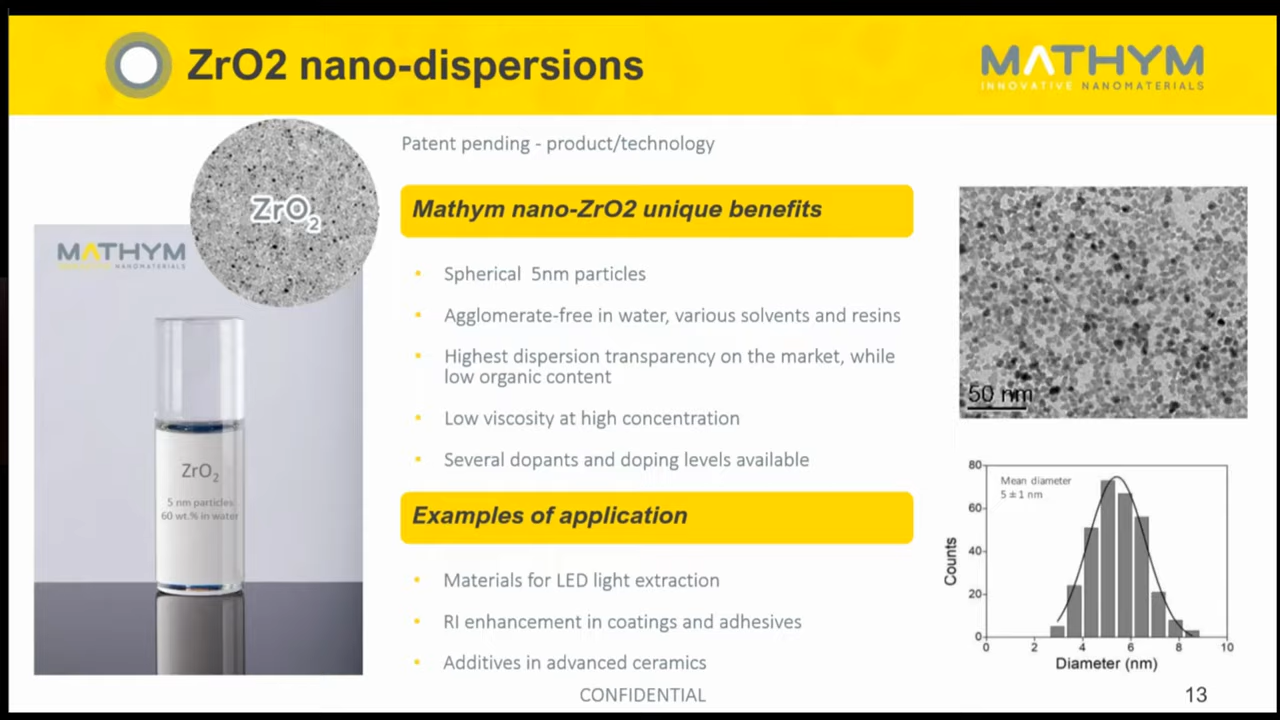 ZrO2 nano-dispersions
MATHYM
INNOVATIVE NANOMATERIALS
Patent pending - product/technology
ZrO2
MATHYM
INNOVATIVE NANOMATERIALS
ZrO2
5 nm particles
60 wt.% in water
Mathym nano-ZrO2 unique benefits
• Spherical 5nm particles
• Agglomerate-free in water, various solvents and resins
• Highest dispersion transparency on the market, while
low organic content
• Low viscosity at high concentration
• Several dopants and doping levels available
Examples of application
• Materials for LED light extraction
• RI enhancement in coatings and adhesives
• Additives in advanced ceramics
50 nm
Mean diameter
5 ± 1 nm
Counts
80
60
40
20
0
0 2 4 6 8 10
Diameter (nm)
CONFIDENTIAL
13